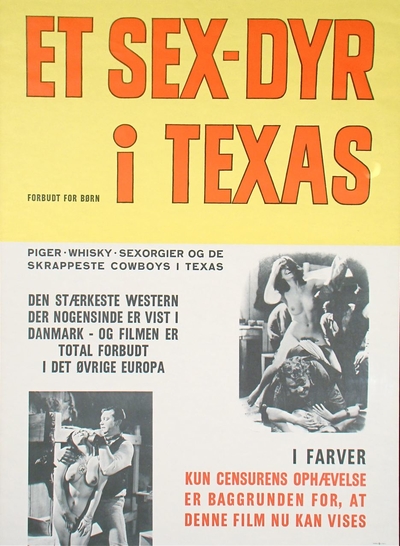 ET SEX-DYR
i TEXAS
FORBUDT FOR BØRN
PIGER · WHISKY · SEXORGIER OG DE
SKRAPPESTE COWBOYS I TEXAS
DEN STÆRKESTE WESTERN
DER NOGENSINDE ER VIST I
DANMARK - OG FILMEN ER
TOTAL FORBUDT
I DET ØVRIGE EUROPA
I FARVER
KUN CENSURENS OPHÆVELSE
ER BAGGRUNDEN FOR, AT
DENNE FILM NU KAN VISES